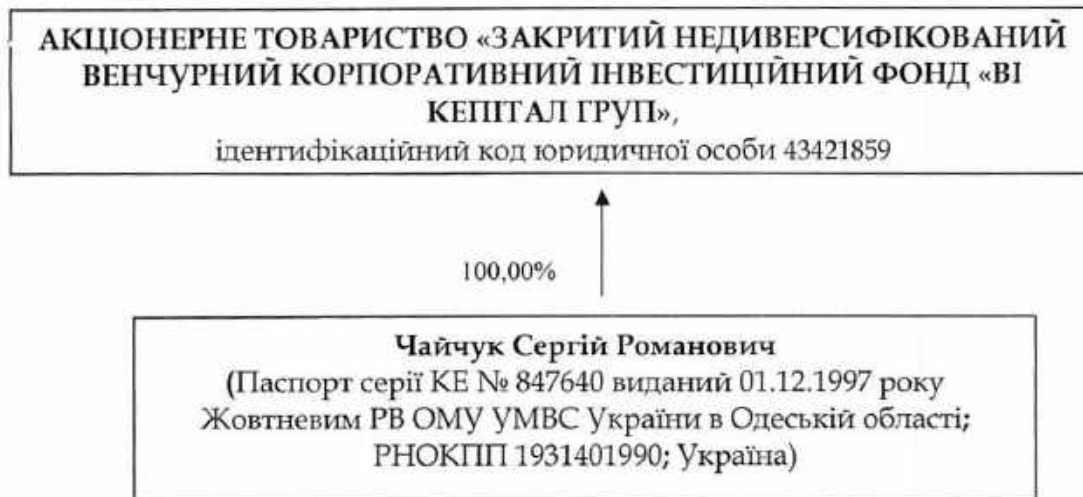 АКЦІОНЕРНЕ ТОВАРИСТВО «ЗАКРИТИЙ НЕДИВЕРСИФІКОВАНИЙ
ВЕНЧУРНИЙ КОРПОРАТИВНИЙ ІНВЕСТИЦІЙНИЙ ФОНД «ВІ
КЕПІТАЛ ГРУП»,
ідентифікаційний код юридичної особи 43421859
100,00%
Чайчук Сергій Романович
(Паспорт серії КЕ № 847640 виданий 01.12.1997 року
Жовтневим РВ ОМУ УМВС України в Одеській області;
РНОКПП 1931401990; Україна)